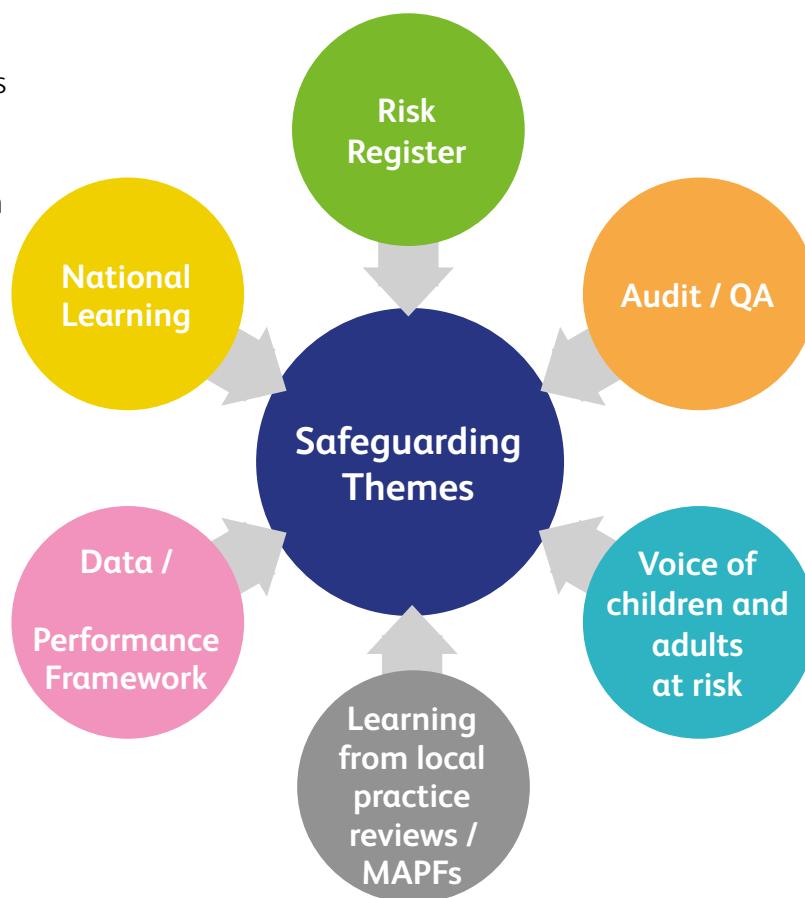 s
n
Risk
Register
National
Learning
Audit / QA
Safeguarding
Themes
Data /
Performance
Framework
Voice of
children and
adults
at risk
Learning
from local
practice
reviews /
MAPFs